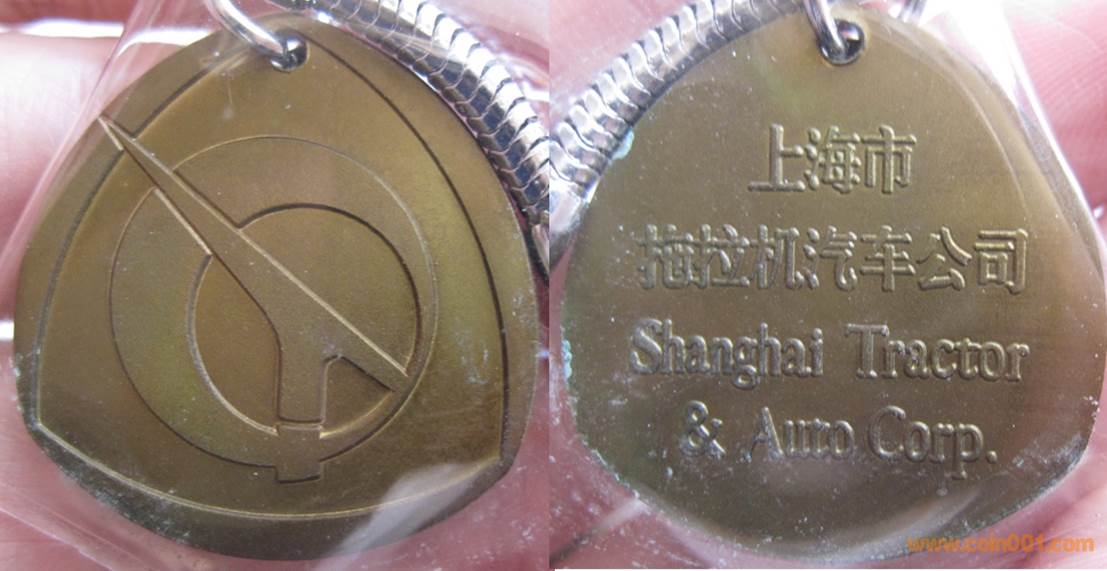 上海市
拖拉机汽车公司
Shanghai Tractor
& Auto Corp.
www.coin001.com